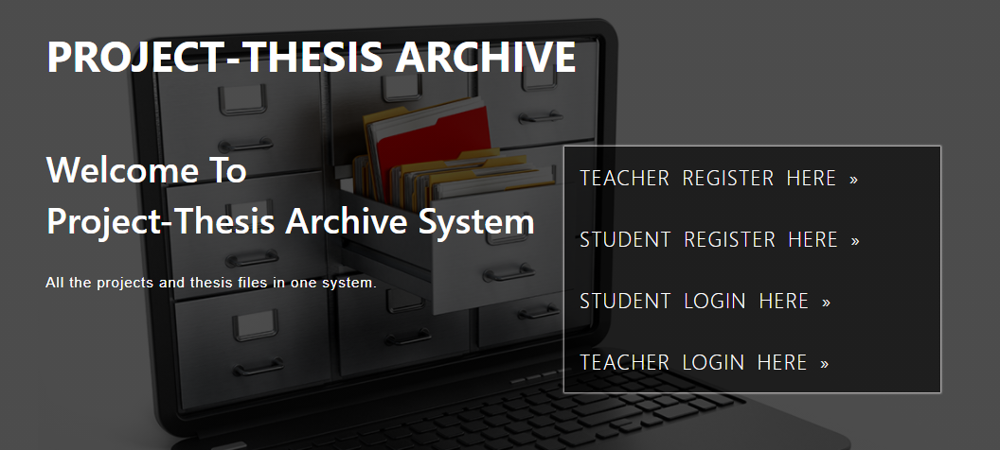 PROJECT-THESIS ARCHIVE
Welcome To
Project-Thesis Archive System
All the projects and thesis files in one system.
TEACHER REGISTER HERE »
STUDENT REGISTER HERE »
STUDENT LOGIN HERE »
TEACHER LOGIN HERE »